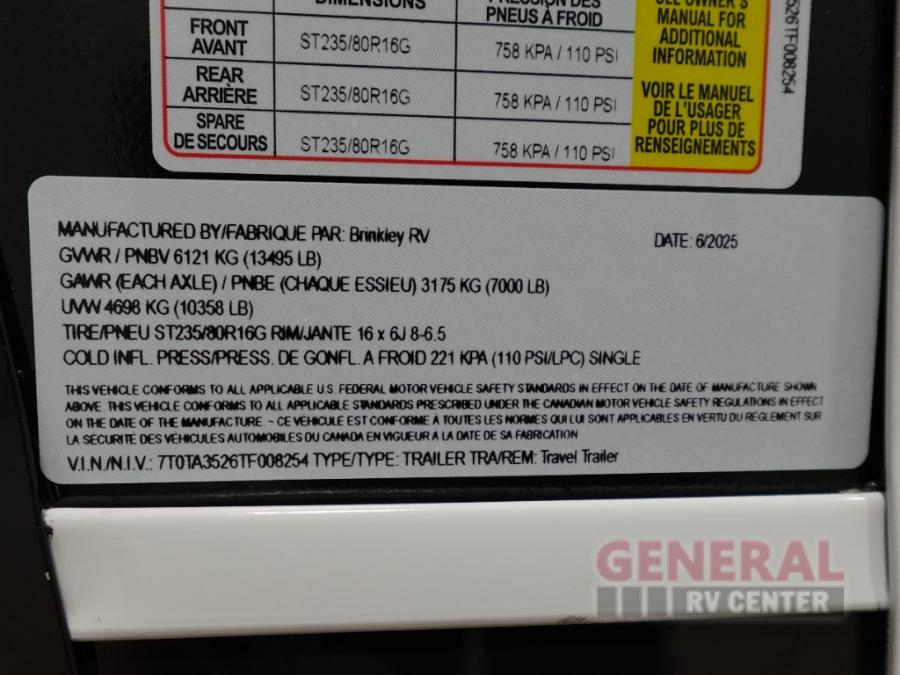 DIMENSIONS
PRESSION DES
PNEUS À FROID
SEE OWNER'S
MANUAL FOR
ADDITIONAL
INFORMATION
FRONT
AVANT
ST235/80R16G
758 KPA / 110 PSI
REAR
ARRIÈRE
ST235/80R16G
758 KPA / 110 PSI
VOIR LE MANUEL
DE L'USAGER
POUR PLUS DE
RENSEIGNEMENTS
SPARE
DE SECOURS
ST235/80R16G
758 KPA / 110 PSI
526TF008254
MANUFACTURED BY/FABRIQUE PAR: Brinkley RV
DATE: 6/2025
GVWR / PNBV 6121 KG (13495 LB)
GAWR (EACH AXLE) / PNBE (CHAQUE ESSIEU) 3175 KG (7000 LB)
UVW 4698 KG (10358 LB)
TIRE/PNEU ST235/80R16G RIM/JANTE 16 x 6J 8-6.5
COLD INFL. PRESS/PRESS. DE GONFL. A FROID 221 KPA (110 PSI/LPC) SINGLE
THIS VEHICLE CONFORMS TO ALL APPLICABLE U.S. FEDERAL MOTOR VEHICLE SAFETY STANDARDS IN EFFECT ON THE DATE OF MANUFACTURE SHOWN
ABOVE. THIS VEHICLE CONFORMS TO ALL APPLICABLE STANDARDS PRESCRIBED UNDER THE CANADIAN MOTOR VEHICLE SAFETY REGULATIONS IN EFFECT
ON THE DATE OF THE MANUFACTURE - CE VEHICULE EST CONFORME A TOUTES LES NORMES QUI LUI SONT APPLICABLES EN VERTU DU REGLEMENT SUR
LA SÉCURITÉ DES VÉHICULES AUTOMOBILES DU CANADA EN VIGUEUR A LA DATE DE SA FABRICATION
V.I.N./N.I.V.: 7T0TA3526TF008254 TYPE/TYPE: TRAILER TRA/REM: Travel Trailer
GENERAL
RV CENTER